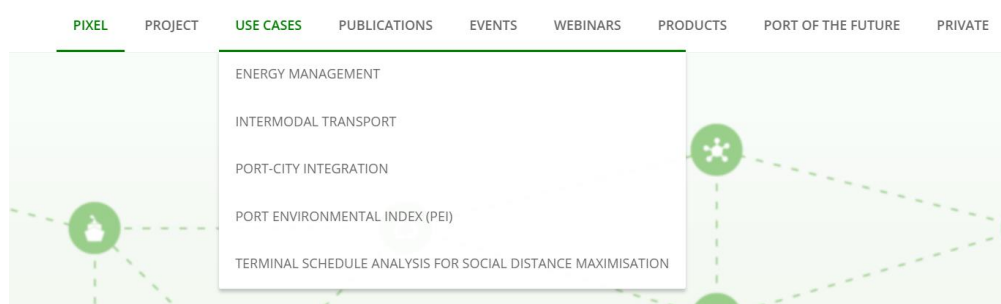 PIXEL PROJECT USE CASES PUBLICATIONS EVENTS WEBINARS PRODUCTS PORT OF THE FUTURE PRIVATE
ENERGY MANAGEMENT
INTERMODAL TRANSPORT
PORT-CITY INTEGRATION
PORT ENVIRONMENTAL INDEX (PEI)
TERMINAL SCHEDULE ANALYSIS FOR SOCIAL DISTANCE MAXIMISATION